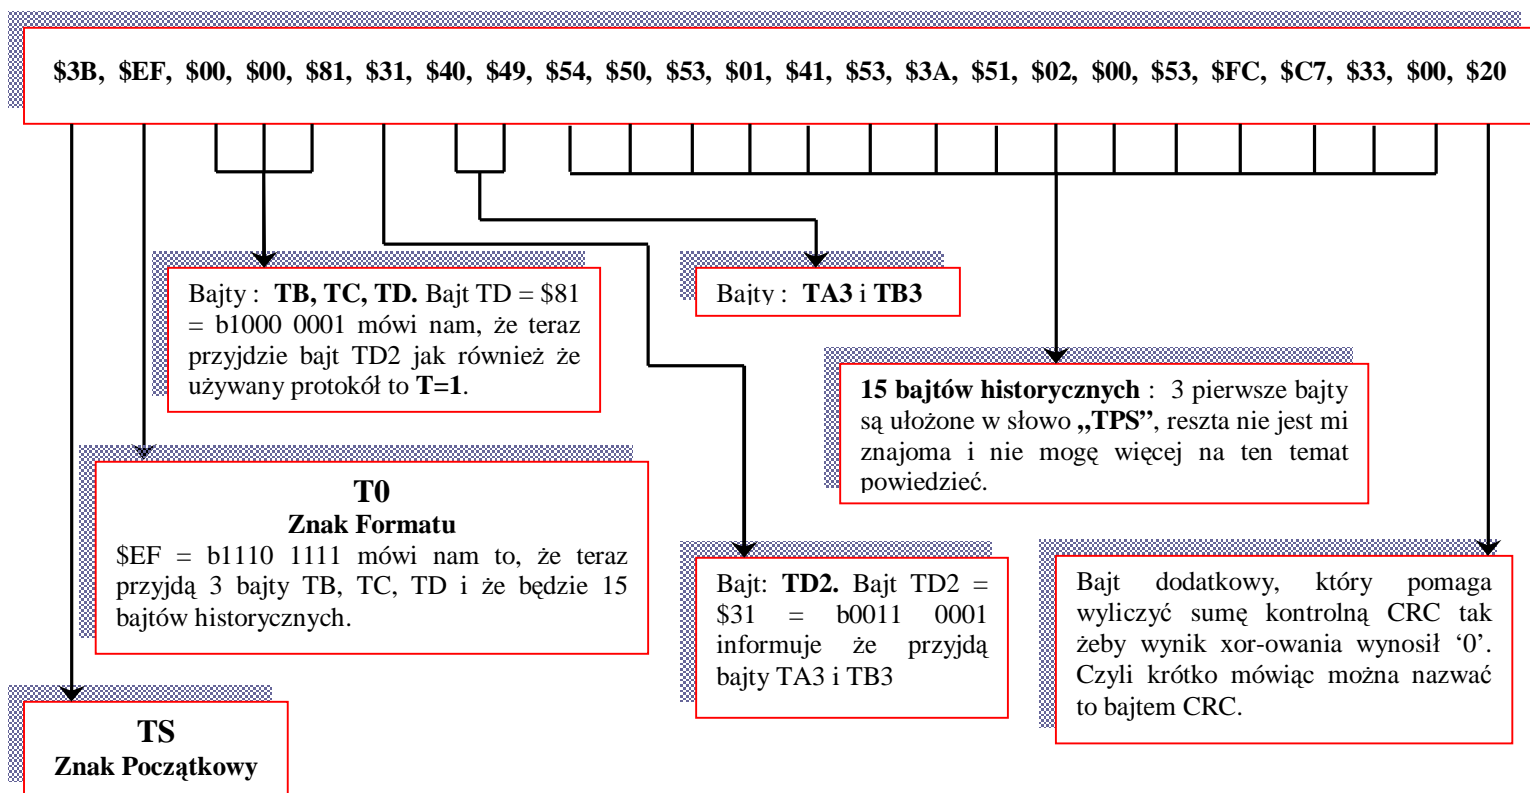 $3B, $EF, $00, $00, $81, $31, $40, $49, $54, $50, $53, $01, $41, $53, $3A, $51, $02, $00, $53, $FC, $C7, $33, $00, $20
Bajty : TB, TC, TD. Bajt TD = $81
= b1000 0001 mówi nam, że teraz
przyjdzie bajt TD2 jak również że
używany protokół to T=1.
Bajty : TA3 i TB3
15 bajtów historycznych : 3 pierwsze bajty
są ułożone w słowo „TPS”, reszta nie jest mi
znajoma i nie mogę więcej na ten temat
powiedzieć.
T0
Znak Formatu
$EF = b1110 1111 mówi nam to, że teraz
przyjdą 3 bajty TB, TC, TD i że będzie 15
bajtów historycznych.
Bajt: TD2. Bajt TD2 =
$31 = b0011 0001
informuje że przyjdą
bajty TA3 i TB3
Bajt dodatkowy, który pomaga
wyliczyć sumę kontrolną CRC tak
żeby wynik xor-owania wynosił ‘0’.
Czyli krótko mówiąc można nazwać
to bajtem CRC.
TS
Znak Początkowy